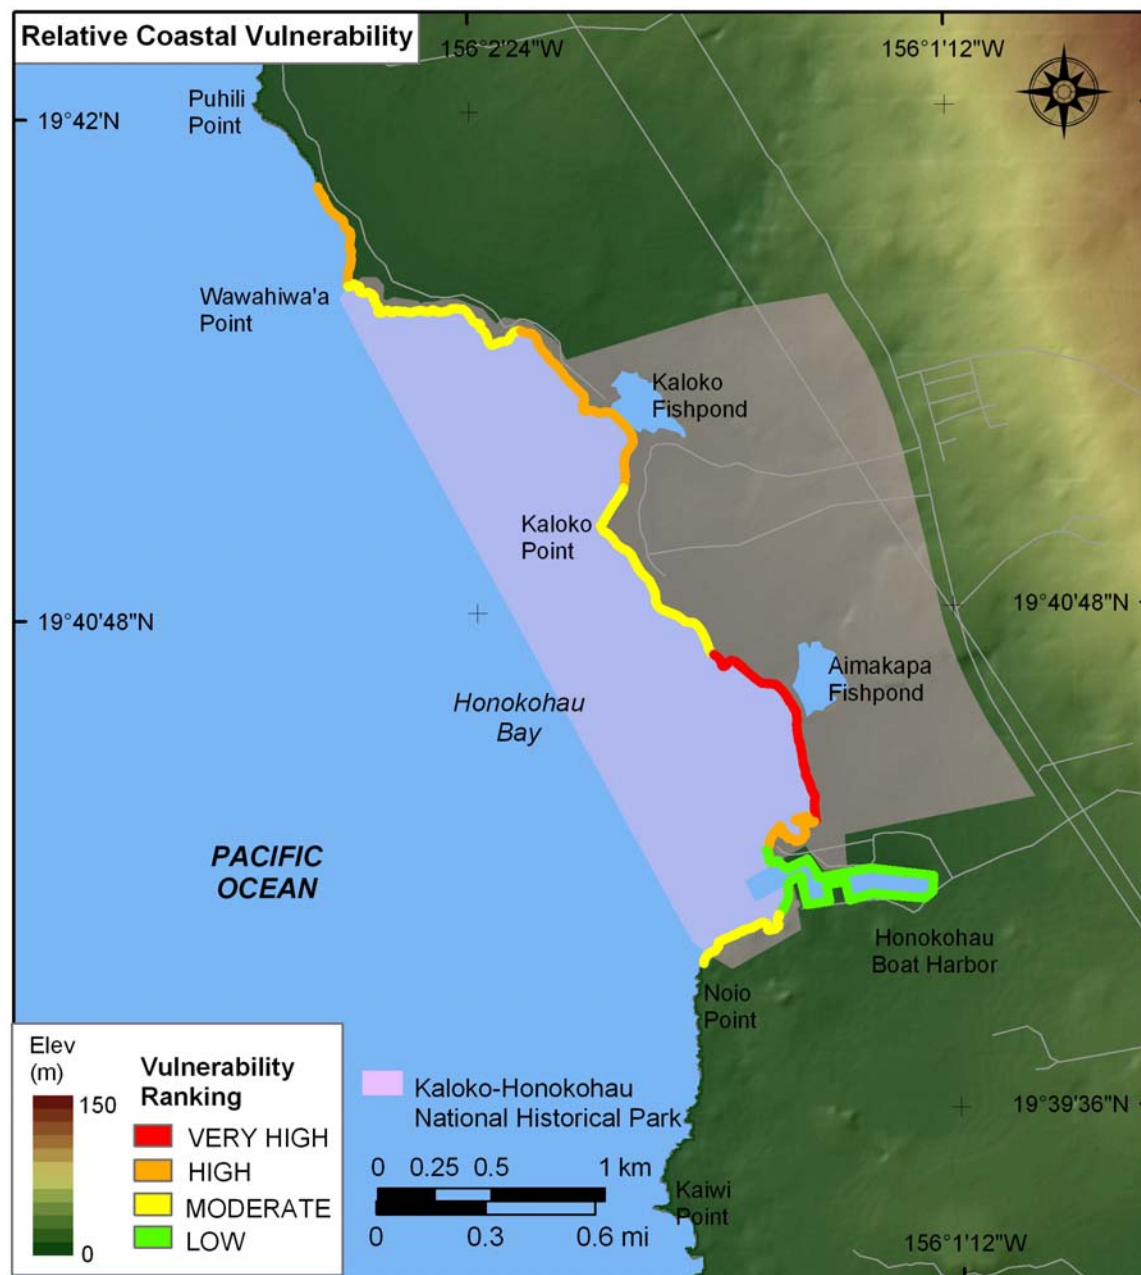 Relative Coastal Vulnerability
156°2'24"W
156°1'12"W
Puhili
Point
19°42'N
Wawahiwa'a
Point
Kaloko
Fishpond
Kaloko
Point
19°40'48"N
19°40'48"N
Aimakapa
Fishpond
Honokohau
Bay
PACIFIC
OCEAN
Honokohau
Boat Harbor
Noio
Point
Elev
(m)
150
0
Vulnerability
Ranking
VERY HIGH
HIGH
MODERATE
LOW
Kaloko-Honokohau
National Historical Park
19°39'36"N
0 0.25 0.5 1 km
0 0.3 0.6 mi
Kaiwi
Point
156°1'12"W